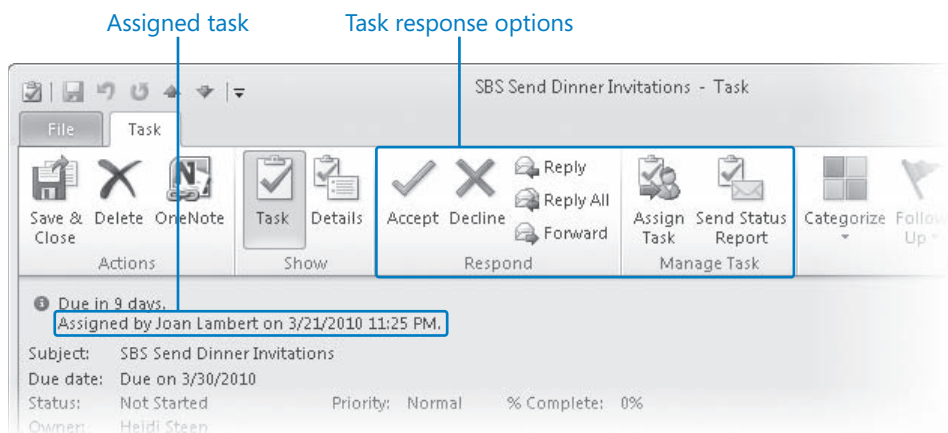 Assigned task Task response options
SBS Send Dinner Invitations - Task
File Task
Save & Close Delete OneNote Task Details Accept Decline Reply Reply All Forward Assign Task Send Status Report Categorize Follow Up
Actions Show Respond Manage Task
Due in 9 days.
Assigned by Joan Lambert on 3/21/2010 11:25 PM.
Subject: SBS Send Dinner Invitations
Due date: Due on 3/30/2010
Status: Not Started Priority: Normal % Complete: 0%
Owner: Heidi Steen